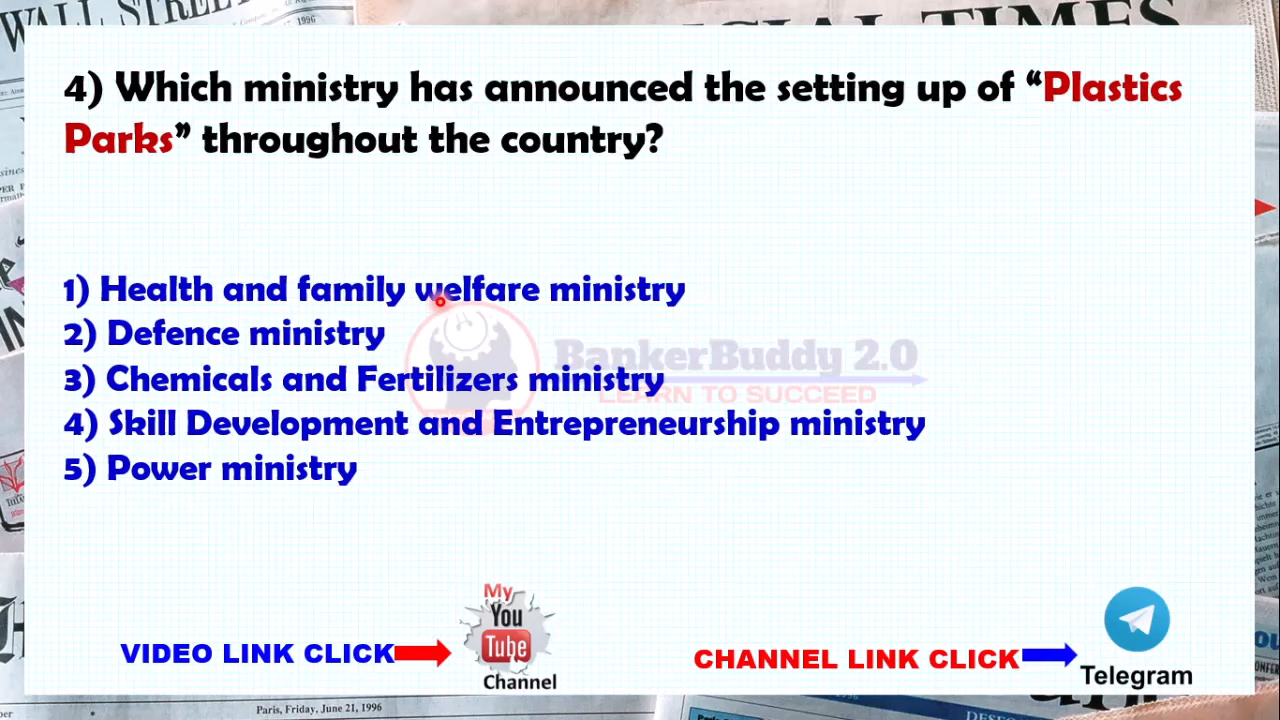 WALL STREET
1996
4) Which ministry has announced the setting up of “Plastics
Parks” throughout the country?
1) Health and family welfare ministry
2) Defence ministry
3) Chemicals and Fertilizers ministry
4) Skill Development and Entrepreneurship ministry
5) Power ministry
BankerBuddy 2.0
LEARN TO SUCCEED
VIDEO LINK CLICK
My
You
Tube
Channel
CHANNEL LINK CLICK
Telegram
Paris, Friday, June 21, 1996